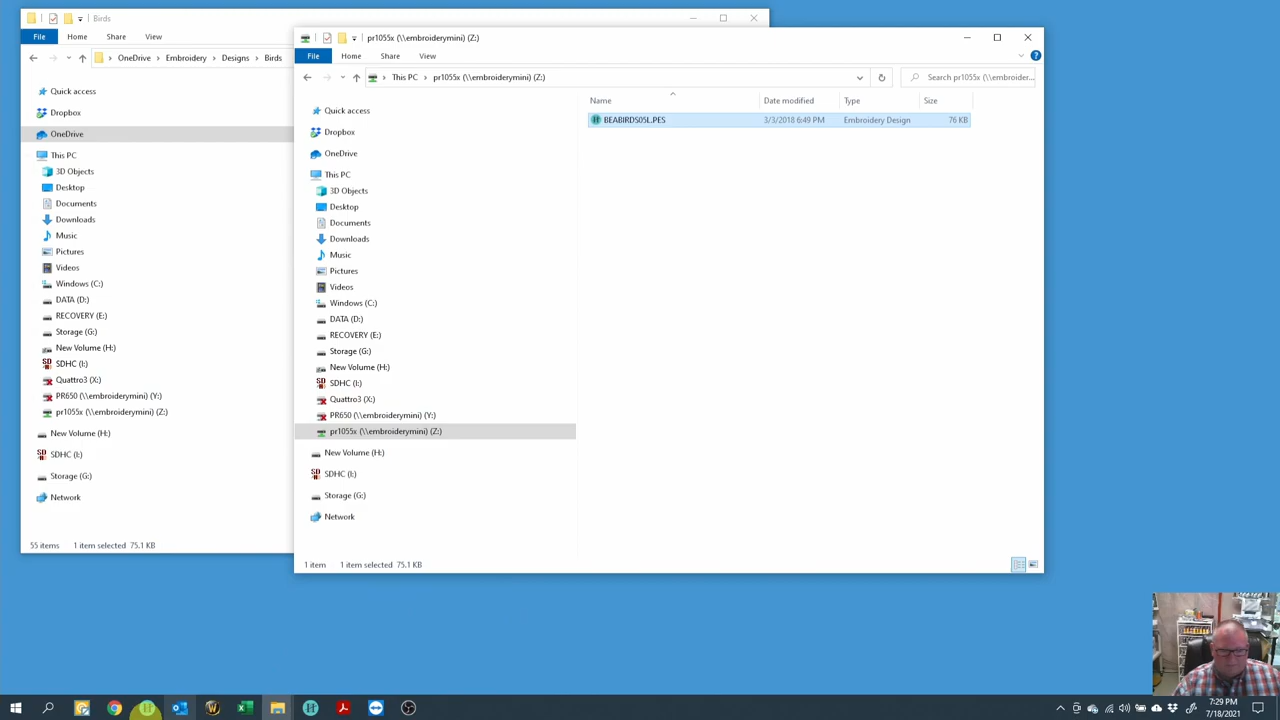 Birds
File Home Share View
OneDrive Embroidery Designs Birds
Quick access
Dropbox
OneDrive
This PC
3D Objects
Desktop
Documents
Downloads
Music
Pictures
Videos
Windows (C:)
DATA (D:)
RECOVERY (E:)
Storage (G:)
New Volume (H:)
SDHC (I:)
Quattro3 (X:)
PR650 (\\embroiderymini) (Y:)
pr1055x (\\embroiderymini) (Z:)
New Volume (H:)
SDHC (I:)
Storage (G:)
Network
55 items 1 item selected 75.1 KB
pr1055x (\\embroiderymini) (Z:)
File Home Share View
This PC pr1055x (\\embroiderymini) (Z:) Search pr1055x (\\embroider...
Quick access
Dropbox
OneDrive
This PC
3D Objects
Desktop
Documents
Downloads
Music
Pictures
Videos
Windows (C:)
DATA (D:)
RECOVERY (E:)
Storage (G:)
New Volume (H:)
SDHC (I:)
Quattro3 (X:)
PR650 (\\embroiderymini) (Y:)
pr1055x (\\embroiderymini) (Z:)
New Volume (H:)
SDHC (I:)
Storage (G:)
Network
Name Date modified Type Size
BEABIRDS05L.PES 3/3/2018 6:49 PM Embroidery Design 76 KB
1 item 1 item selected 75.1 KB
7:29 PM
7/18/2021